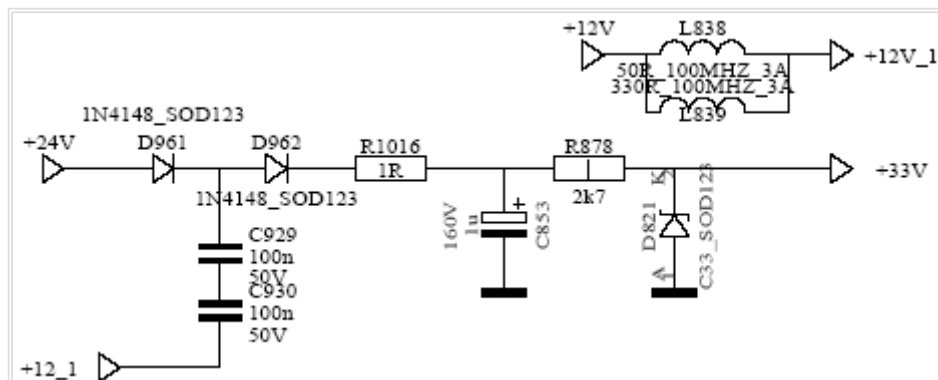 +12V
L838
+12V_1
50R_100MHZ_3A
330R_100MHZ_3A
L839
1N4148_SOD123
+24V
D961
D962
R1016
1R
R878
2k7
+33V
1N4148_SOD123
160V
1u
+
C853
K
D821
A
C33_SOD123
C929
100n
50V
C930
100n
50V
+12_1